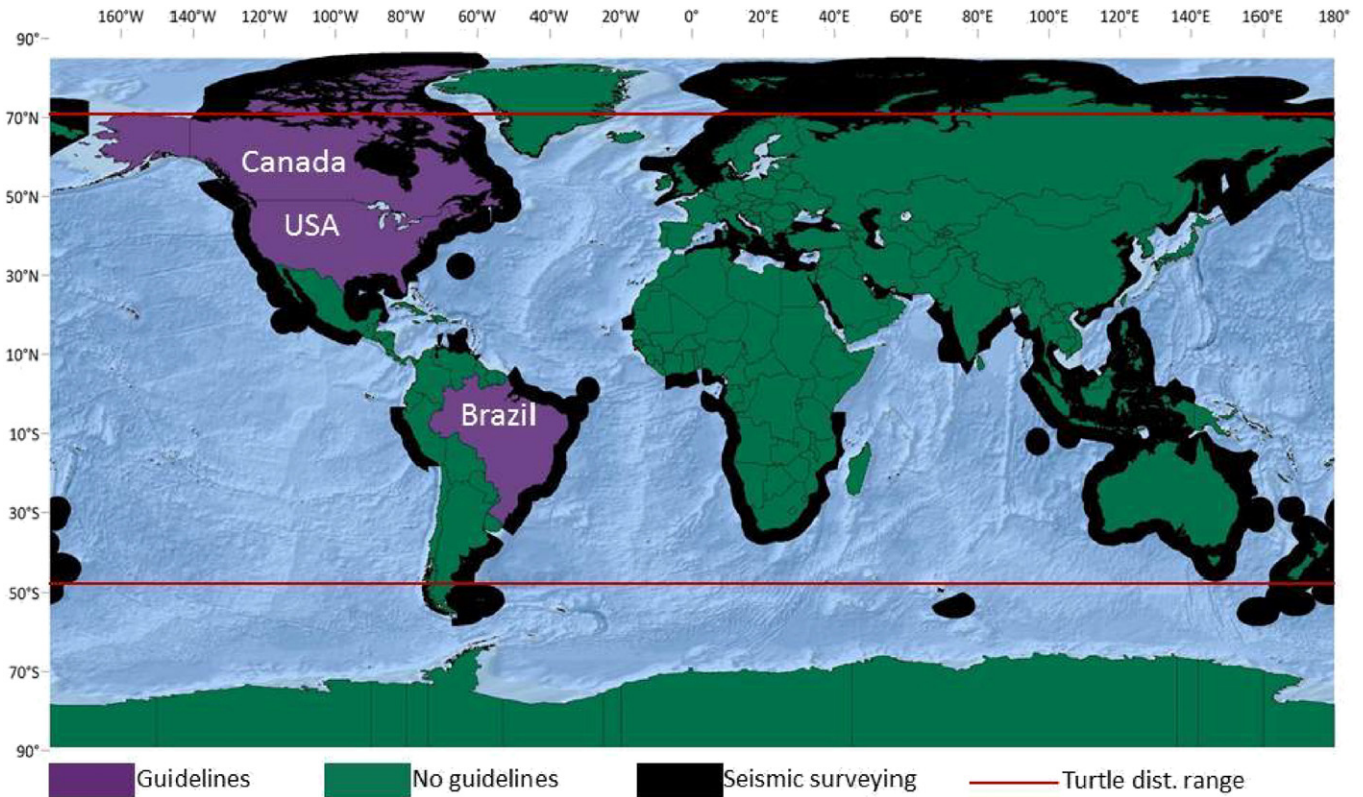 160°W 140°W 120°W 100°W 80°W 60°W 40°W 20°W 0° 20°E 40°E 60°E 80°E 100°E 120°E 140°E 160°E 180°
90°
70°N
Canada
50°N
USA
30°N
10°N
Brazil
10°S
30°S
50°S
70°S
90°
Guidelines No guidelines Seismic surveying Turtle dist. range